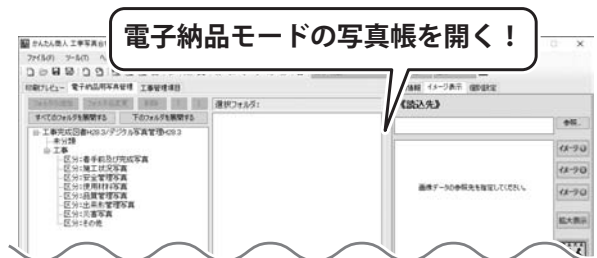 電子納品モードの写真帳を開く!
かんたん商人 工事写真台
ファイル(F) ツール(T) ヘ
印刷プレビュー 電子納品用写真管理 工事管理項目
イメージ表示 個別設定
選択フォルダ:
《読込先》
参照..
すべてのフォルダを展開する 下のフォルダを展開する
工事完成図書H28.3/デジタル写真管理H28.3
未分類
工事
区分:着手前及び完成写真
区分:施工状況写真
区分:安全管理写真
区分:使用材料写真
区分:品質管理写真
区分:出来形管理写真
区分:災害写真
区分:その他
イメージ
イメージ
イメージ
画像データの参照先を指定してください。
拡大表示